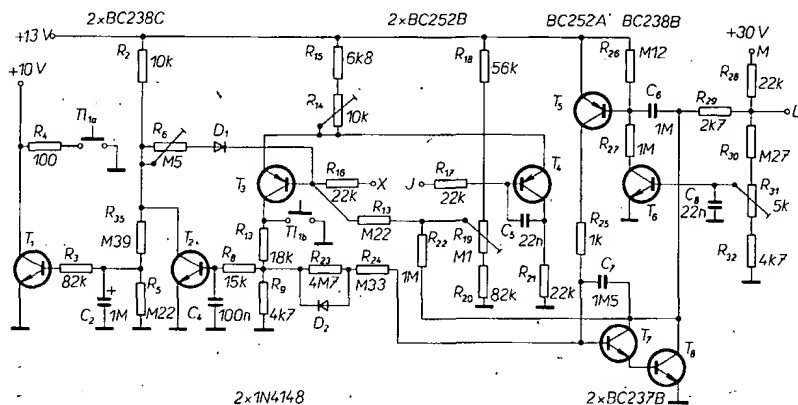 2×BC238C
2×BC252B
BC252A
BC238B
+13 V
+10 V
+30 V
M
R2
10k
R15
6k8
R18
56k
R26
M12
R28
22k
R14
10k
T5
C6
1M
R29
2k7
L
R4
100
Tl1a
R6
M5
D1
T3
R16
22k
X
J
R17
22k
T4
R27
1M
R30
M27
T6
C8
22n
R31
5k
R35
M39
Tl1b
R13
M22
C5
22n
R13
18k
R22
1M
R19
M1
R25
1k
R32
4k7
T1
R3
82k
T2
R8
15k
R23
4M7
R24
M33
R21
22k
C7
1M5
C2
+
1M
R5
M22
C4
100n
R9
4k7
D2
R20
82k
T7
T8
2×1N4148
2×BC237B